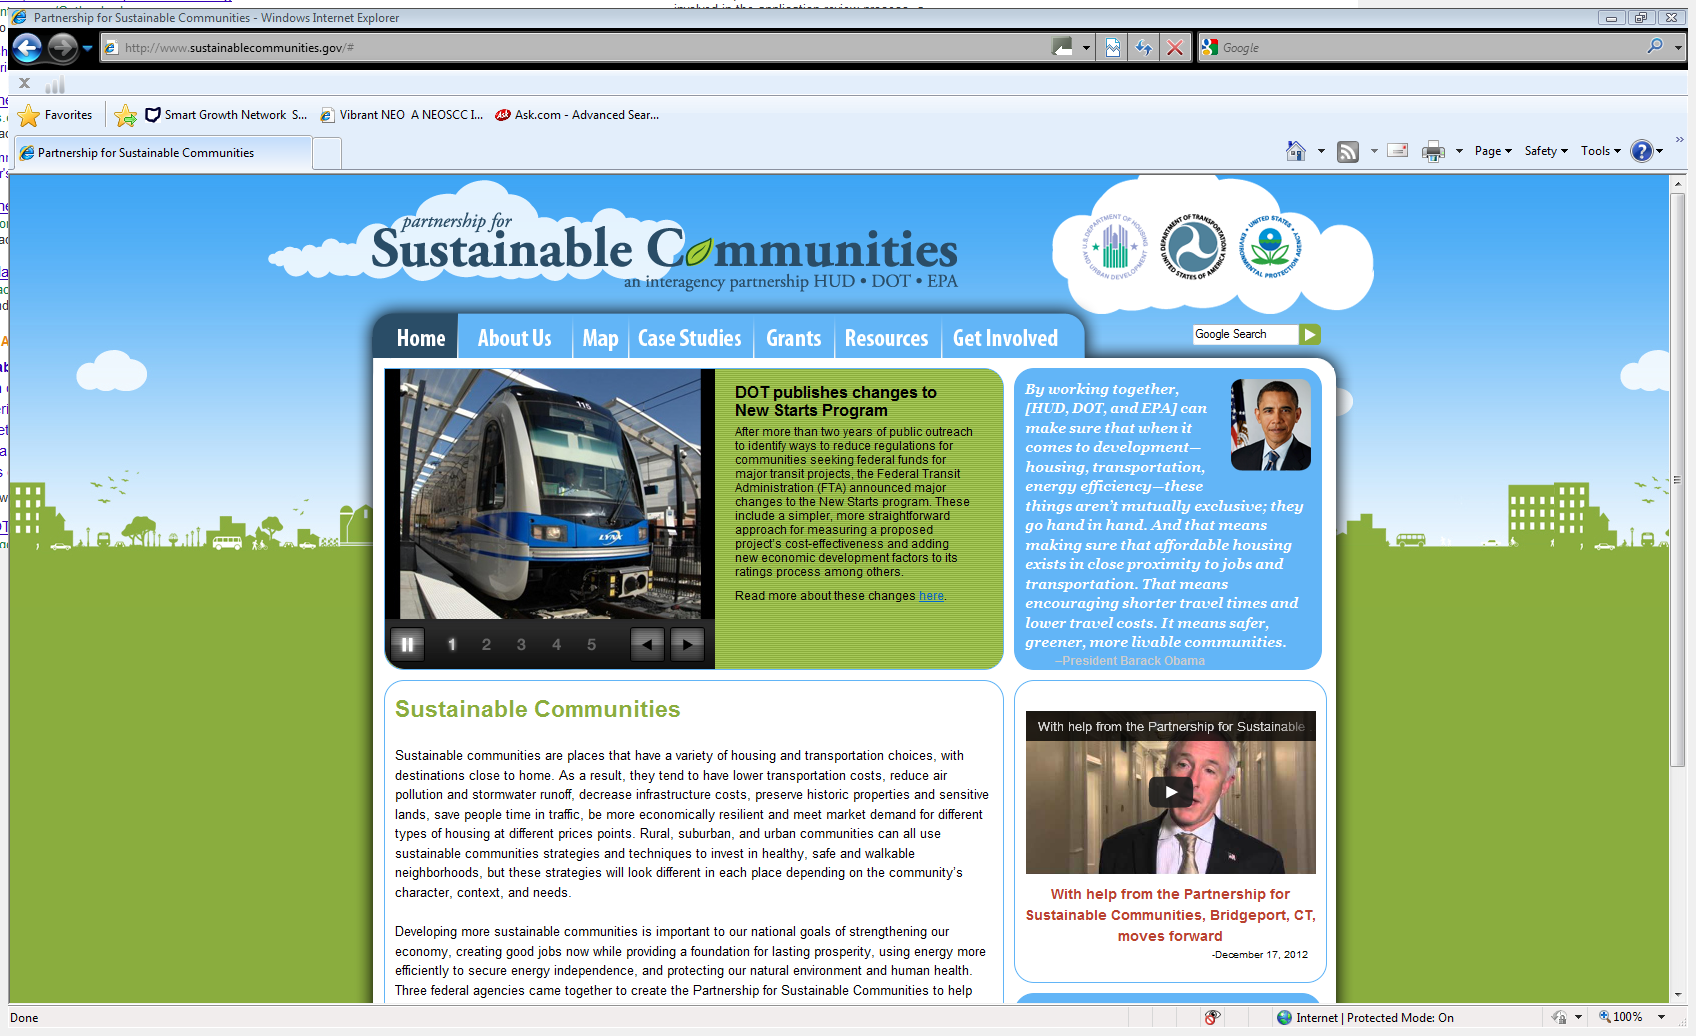 Partnership for Sustainable Communities - Windows Internet Explorer
http://www.sustainablecommunities.gov/#
Google
Favorites
Smart Growth Network S...
Vibrant NEO A NEOSCC I...
Ask.com - Advanced Sear...
Partnership for Sustainable Communities
Page
Safety
Tools
partnership for
Sustainable Communities
an interagency partnership HUD • DOT • EPA
U.S. DEPARTMENT OF HOUSING AND URBAN DEVELOPMENT
DEPARTMENT OF TRANSPORTATION UNITED STATES OF AMERICA
UNITED STATES ENVIRONMENTAL PROTECTION AGENCY
Home
About Us
Map
Case Studies
Grants
Resources
Get Involved
Google Search
115
LYNX
1 2 3 4 5
DOT publishes changes to
New Starts Program
After more than two years of public outreach
to identify ways to reduce regulations for
communities seeking federal funds for
major transit projects, the Federal Transit
Administration (FTA) announced major
changes to the New Starts program. These
include a simpler, more straightforward
approach for measuring a proposed
project's cost-effectiveness and adding
new economic development factors to its
ratings process among others.
Read more about these changes here.
By working together,
[HUD, DOT, and EPA] can
make sure that when it
comes to development—
housing, transportation,
energy efficiency—these
things aren't mutually exclusive; they
go hand in hand. And that means
making sure that affordable housing
exists in close proximity to jobs and
transportation. That means
encouraging shorter travel times and
lower travel costs. It means safer,
greener, more livable communities.
–President Barack Obama
Sustainable Communities
Sustainable communities are places that have a variety of housing and transportation choices, with
destinations close to home. As a result, they tend to have lower transportation costs, reduce air
pollution and stormwater runoff, decrease infrastructure costs, preserve historic properties and sensitive
lands, save people time in traffic, be more economically resilient and meet market demand for different
types of housing at different prices points. Rural, suburban, and urban communities can all use
sustainable communities strategies and techniques to invest in healthy, safe and walkable
neighborhoods, but these strategies will look different in each place depending on the community's
character, context, and needs.
Developing more sustainable communities is important to our national goals of strengthening our
economy, creating good jobs now while providing a foundation for lasting prosperity, using energy more
efficiently to secure energy independence, and protecting our natural environment and human health.
Three federal agencies came together to create the Partnership for Sustainable Communities to help
With help from the Partnership for Sustainable
With help from the Partnership for
Sustainable Communities, Bridgeport, CT,
moves forward
-December 17, 2012
Done
Internet | Protected Mode: On
100%